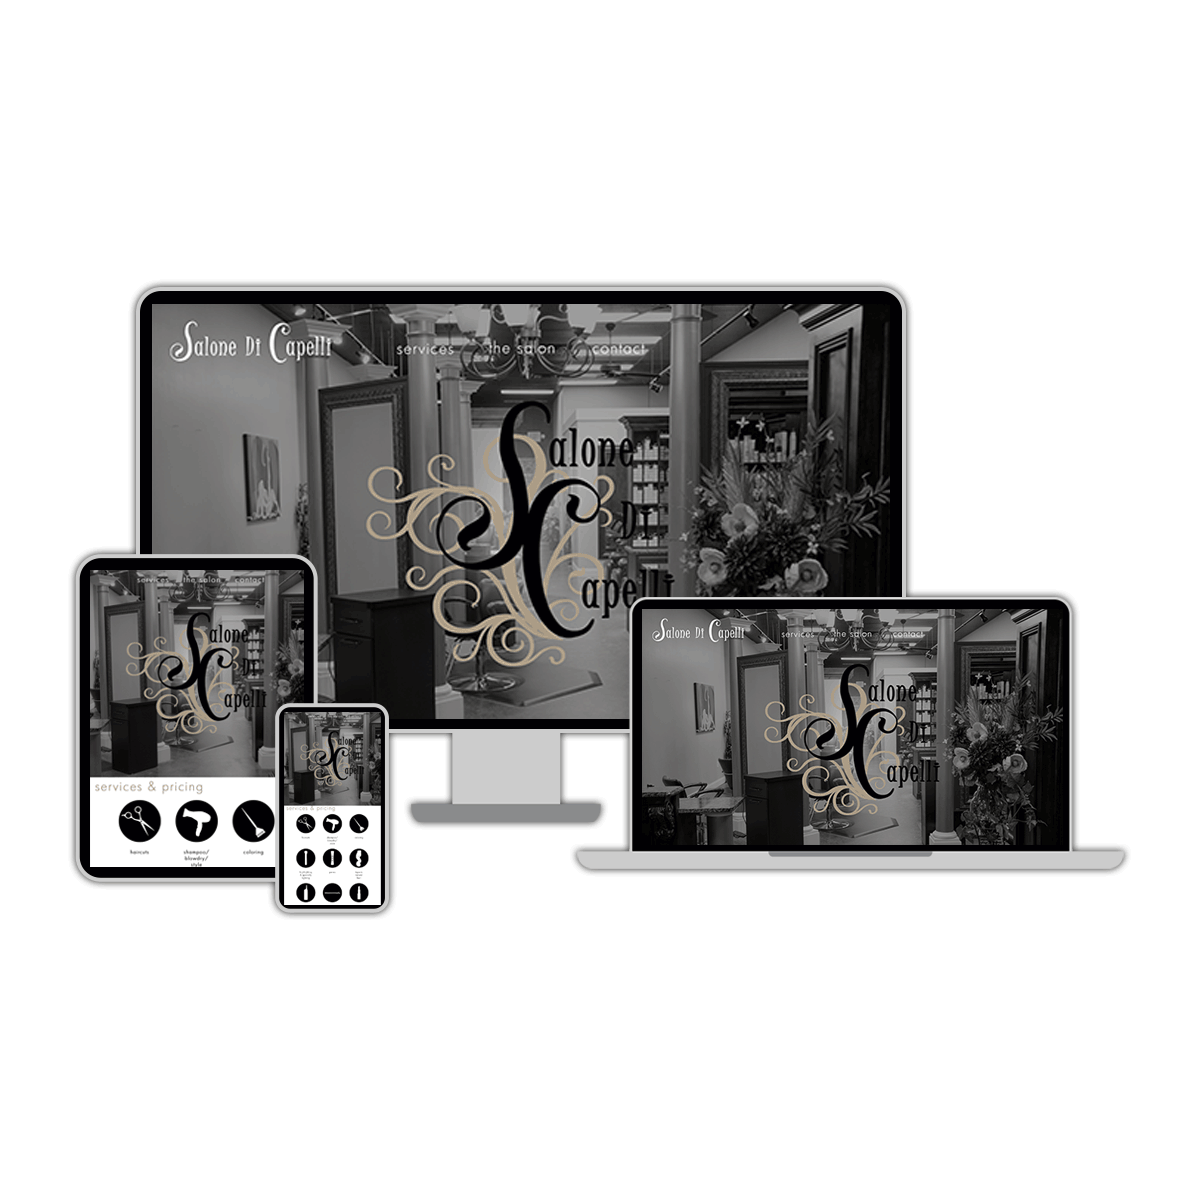 Salone Di Capelli
services the salon contact
Salone
Di
Capelli
services the salon contact
Salone
Di
Capelli
services & pricing
haircuts
shampoo/
blowdry/
style
coloring
Salone
Di
Capelli
services & pricing
Salone Di Capelli
services the salon contact
Salone
Di
Capelli